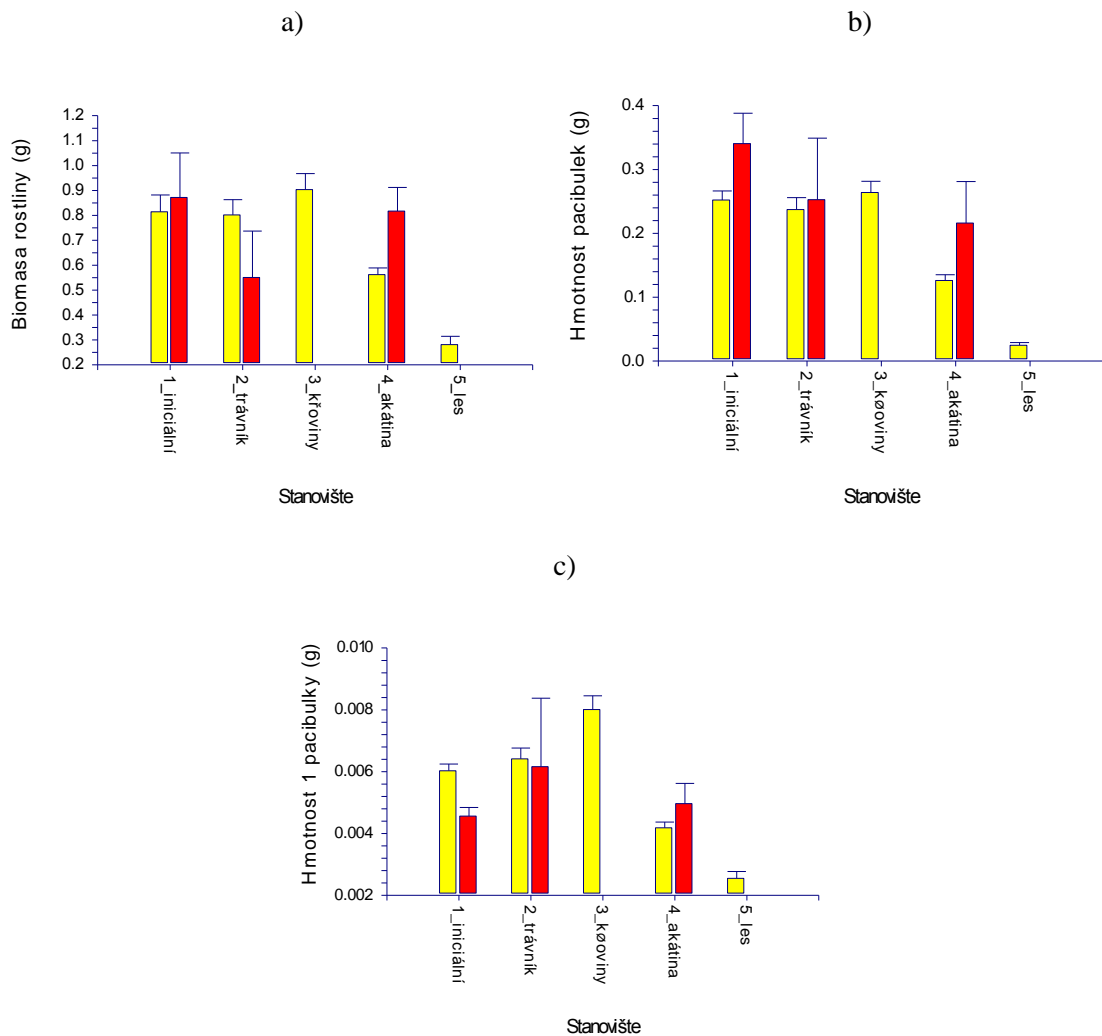 a)
Biomasa rostliny (g)
1.2
1.1
1.0
0.9
0.8
0.7
0.6
0.5
0.4
0.3
0.2
1_iniciální
2_trávník
3_křoviny
4_akátina
5_les
Stanovište
b)
Hmotnost pacibulek (g)
0.4
0.3
0.2
0.1
0.0
1_iniciální
2_trávník
3_køoviny
4_akátina
5_les
Stanovište
c)
Hmotnost 1 pacibulky (g)
0.010
0.008
0.006
0.004
0.002
1_iniciální
2_trávník
3_køoviny
4_akátina
5_les
Stanovište